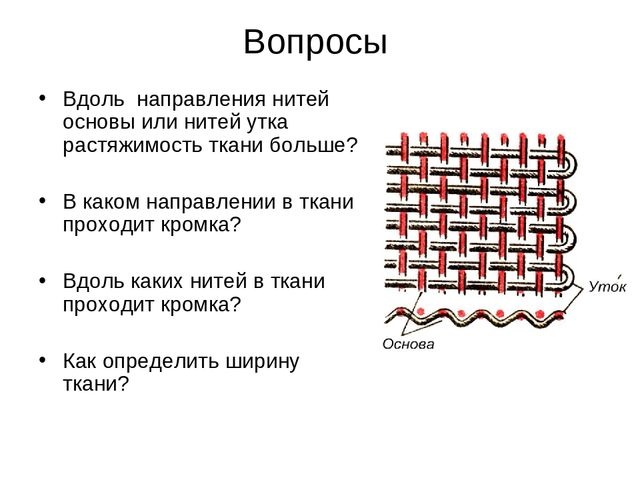 Вопросы
• Вдоль направления нитей
основы или нитей утка
растяжимость ткани больше?
• В каком направлении в ткани
проходит кромка?
• Вдоль каких нитей в ткани
проходит кромка?
• Как определить ширину
ткани?
Уто́к
Основа